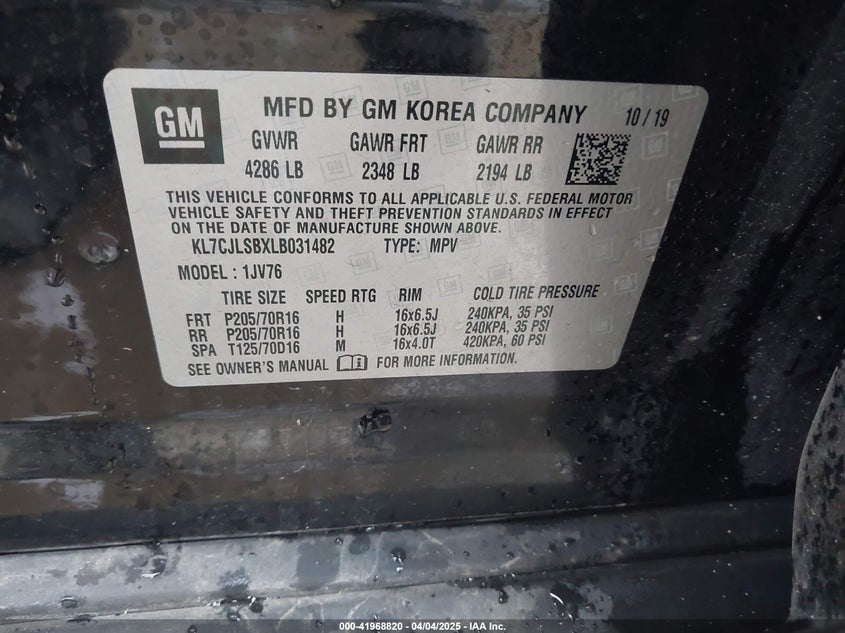 GM
MFD BY GM KOREA COMPANY 10 / 19
GVWR GAWR FRT GAWR RR
4286 LB 2348 LB 2194 LB
THIS VEHICLE CONFORMS TO ALL APPLICABLE U.S. FEDERAL MOTOR
VEHICLE SAFETY AND THEFT PREVENTION STANDARDS IN EFFECT
ON THE DATE OF MANUFACTURE SHOWN ABOVE.
KL7CJLSBXLB031482 TYPE: MPV
MODEL : 1JV76
TIRE SIZE SPEED RTG RIM COLD TIRE PRESSURE
FRT P205/70R16 H 16x6.5J 240KPA, 35 PSI
RR P205/70R16 H 16x6.5J 240KPA, 35 PSI
SPA T125/70D16 M 16x4.0T 420KPA, 60 PSI
SEE OWNER'S MANUAL FOR MORE INFORMATION.
000-41968820 - 04/04/2025 - IAA Inc.